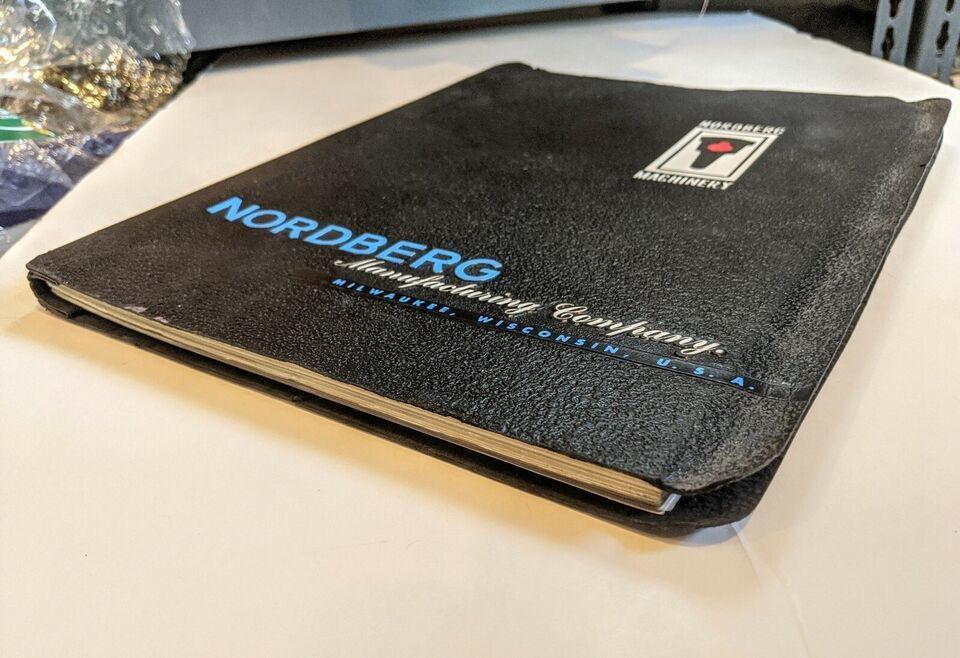 NORDBERG
MACHINERY
NORDBERG
Manufacturing Company.
MILWAUKEE, WISCONSIN, U. S. A.